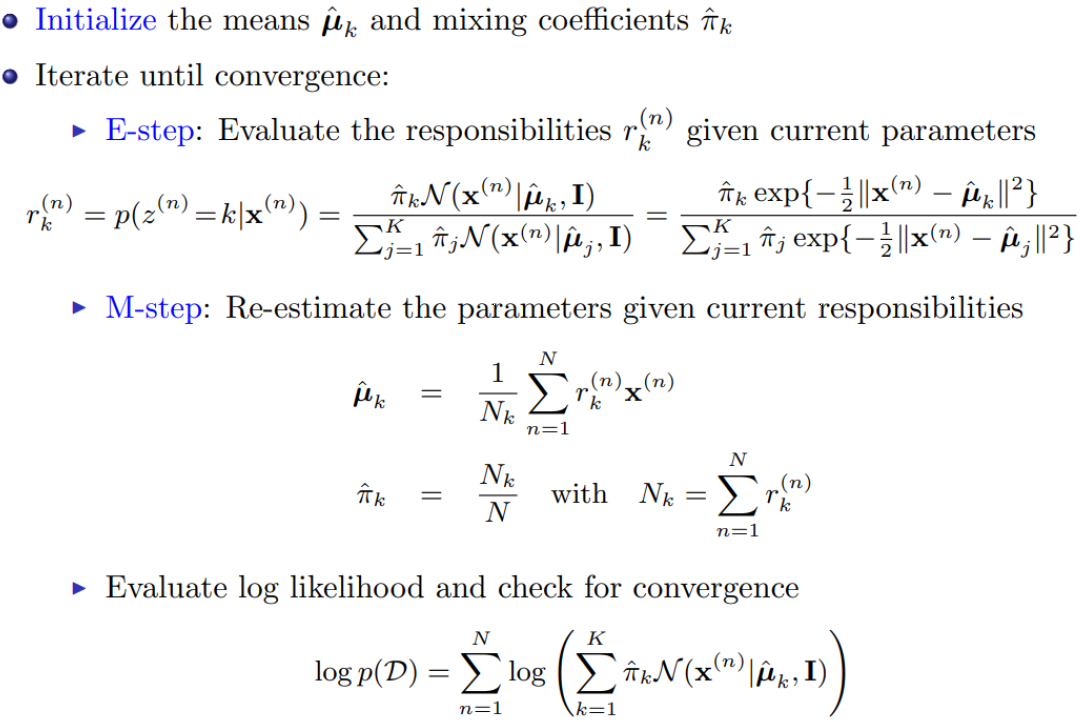 • Initialize the means $\hat{\boldsymbol{\mu}}_k$ and mixing coefficients $\hat{\pi}_k$
• Iterate until convergence:
▶ E-step: Evaluate the responsibilities $r_k^{(n)}$ given current parameters
$r_k^{(n)} = p(z^{(n)}=k|\mathbf{x}^{(n)}) = \frac{\hat{\pi}_k \mathcal{N}(\mathbf{x}^{(n)}|\hat{\boldsymbol{\mu}}_k, \mathbf{I})}{\sum_{j=1}^{K} \hat{\pi}_j \mathcal{N}(\mathbf{x}^{(n)}|\hat{\boldsymbol{\mu}}_j, \mathbf{I})} = \frac{\hat{\pi}_k \exp\{-\frac{1}{2}\|\mathbf{x}^{(n)} - \hat{\boldsymbol{\mu}}_k\|^2\}}{\sum_{j=1}^{K} \hat{\pi}_j \exp\{-\frac{1}{2}\|\mathbf{x}^{(n)} - \hat{\boldsymbol{\mu}}_j\|^2\}}$
▶ M-step: Re-estimate the parameters given current responsibilities
$\hat{\boldsymbol{\mu}}_k = \frac{1}{N_k} \sum_{n=1}^{N} r_k^{(n)} \mathbf{x}^{(n)}$
$\hat{\pi}_k = \frac{N_k}{N} \quad \text{with} \quad N_k = \sum_{n=1}^{N} r_k^{(n)}$
▶ Evaluate log likelihood and check for convergence
$\log p(\mathcal{D}) = \sum_{n=1}^{N} \log \left( \sum_{k=1}^{K} \hat{\pi}_k \mathcal{N}(\mathbf{x}^{(n)}|\hat{\boldsymbol{\mu}}_k, \mathbf{I}) \right)$